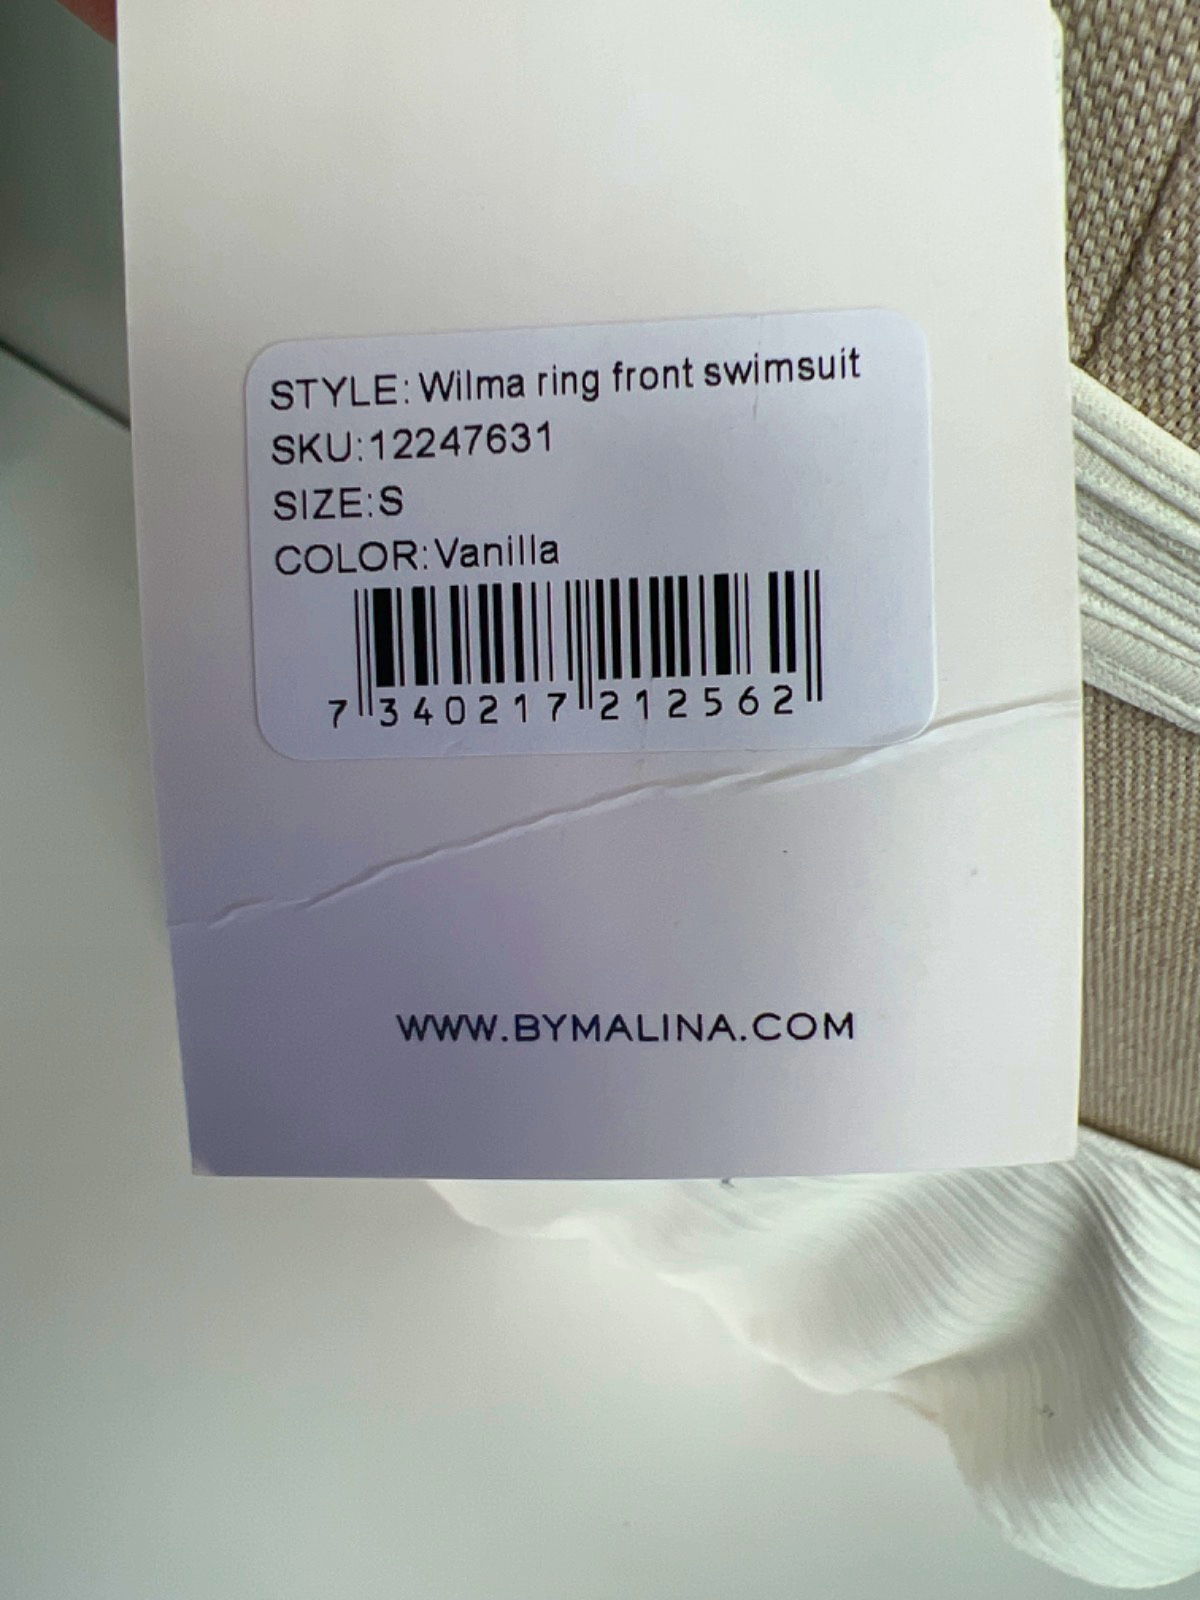 STYLE: Wilma ring front swimsuit
SKU:12247631
SIZE:S
COLOR:Vanilla
7 340217 212562
WWW.BYMALINA.COM